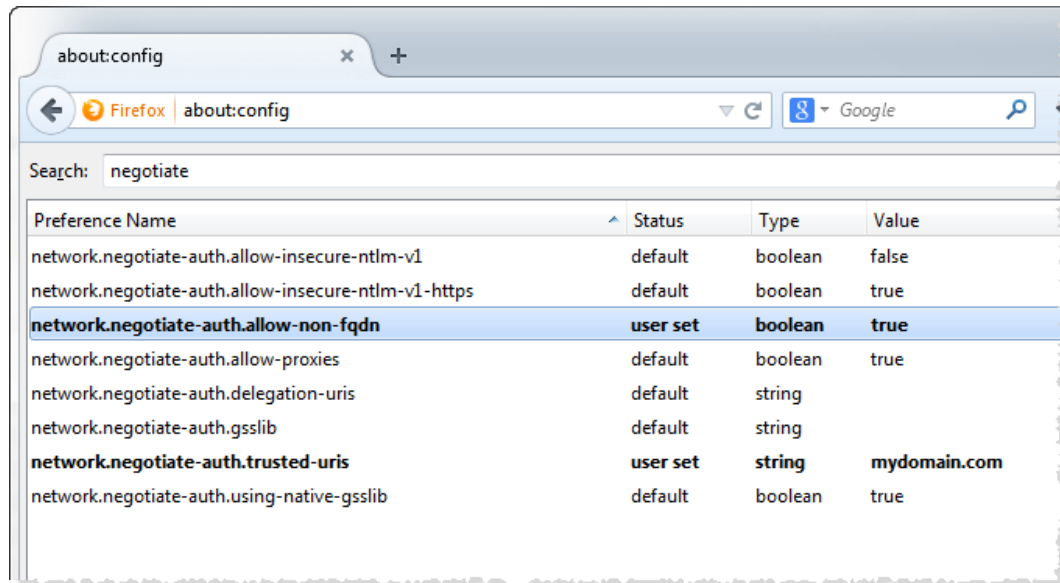 about:config
Firefox about:config Google
Search: negotiate
Preference Name Status Type Value
network.negotiate-auth.allow-insecure-ntlm-v1 default boolean false
network.negotiate-auth.allow-insecure-ntlm-v1-https default boolean true
network.negotiate-auth.allow-non-fqdn user set boolean true
network.negotiate-auth.allow-proxies default boolean true
network.negotiate-auth.delegation-uris default string
network.negotiate-auth.gsslib default string
network.negotiate-auth.trusted-uris user set string mydomain.com
network.negotiate-auth.using-native-gsslib default boolean true